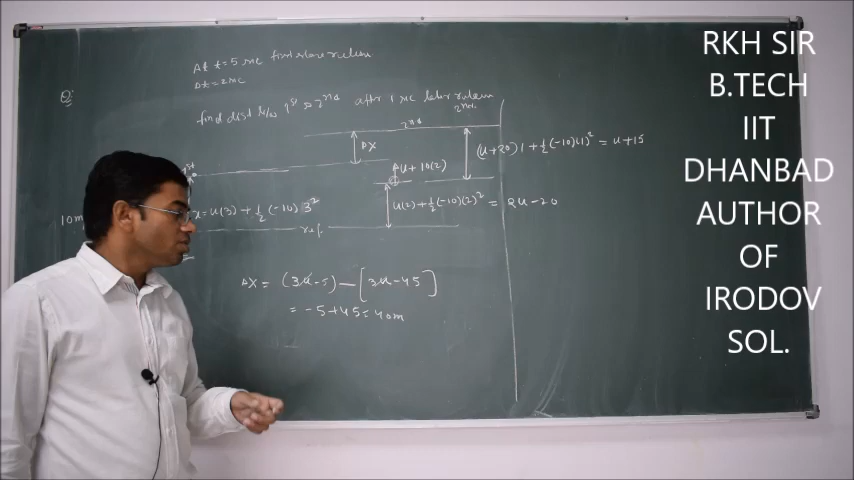 At t = 5 sec find
Δt = 2 sec
Q:
find dist b/w 1st & 2nd after 1 sec later
2nd
2nd
1st
Δx
(u+20)1 + ½(-10)(1)² = u+15
u + 10(2)
10m
x = u(3) + ½(-10)3²
u(2) + ½(-10)(2)² = 2u-20
ref.
Δx = (3u-5) - [3u-45]
= -5+45 = 40m
RKH SIR
B.TECH
IIT
DHANBAD
AUTHOR
OF
IRODOV
SOL.